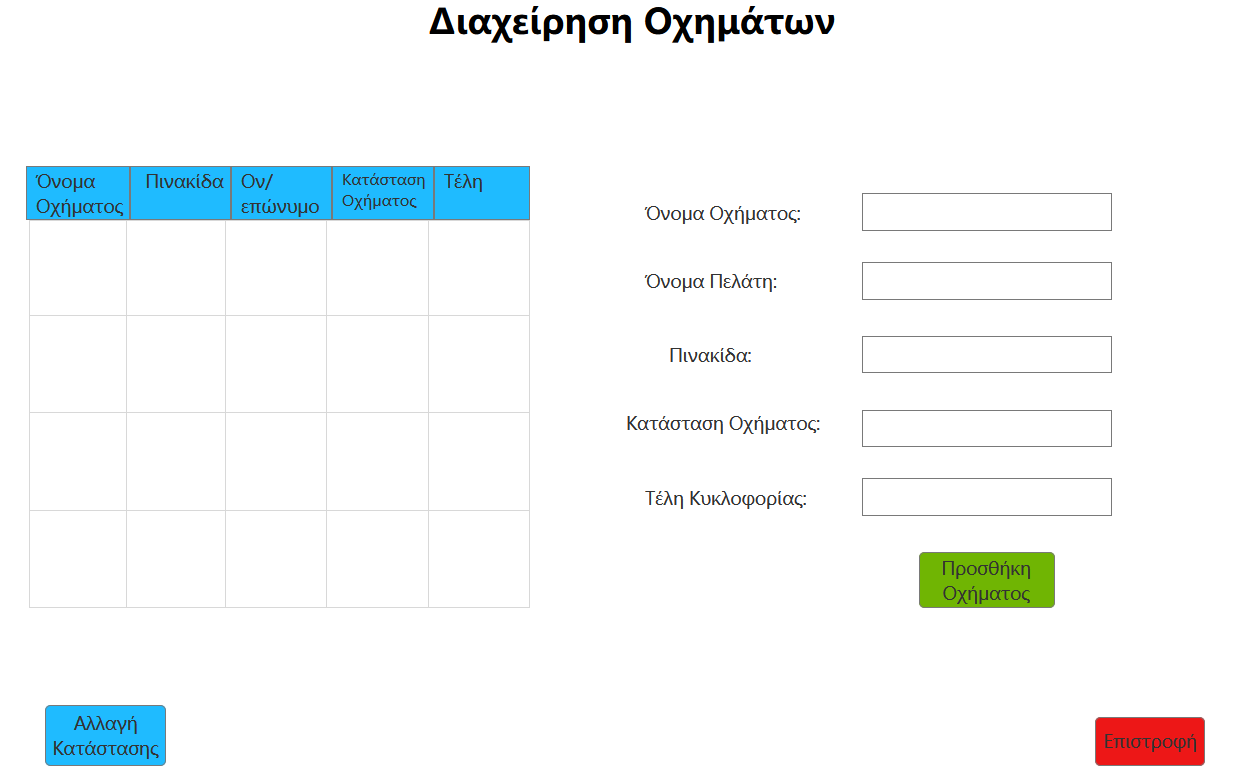 Διαχείρηση Οχημάτων
Όνομα
Οχήματος
Πινακίδα
Ον/
επώνυμο
Κατάσταση
Οχήματος
Τέλη
Όνομα Οχήματος:
Όνομα Πελάτη:
Πινακίδα:
Κατάσταση Οχήματος:
Τέλη Κυκλοφορίας:
Προσθήκη
Οχήματος
Αλλαγή
Κατάστασης
Επιστροφή